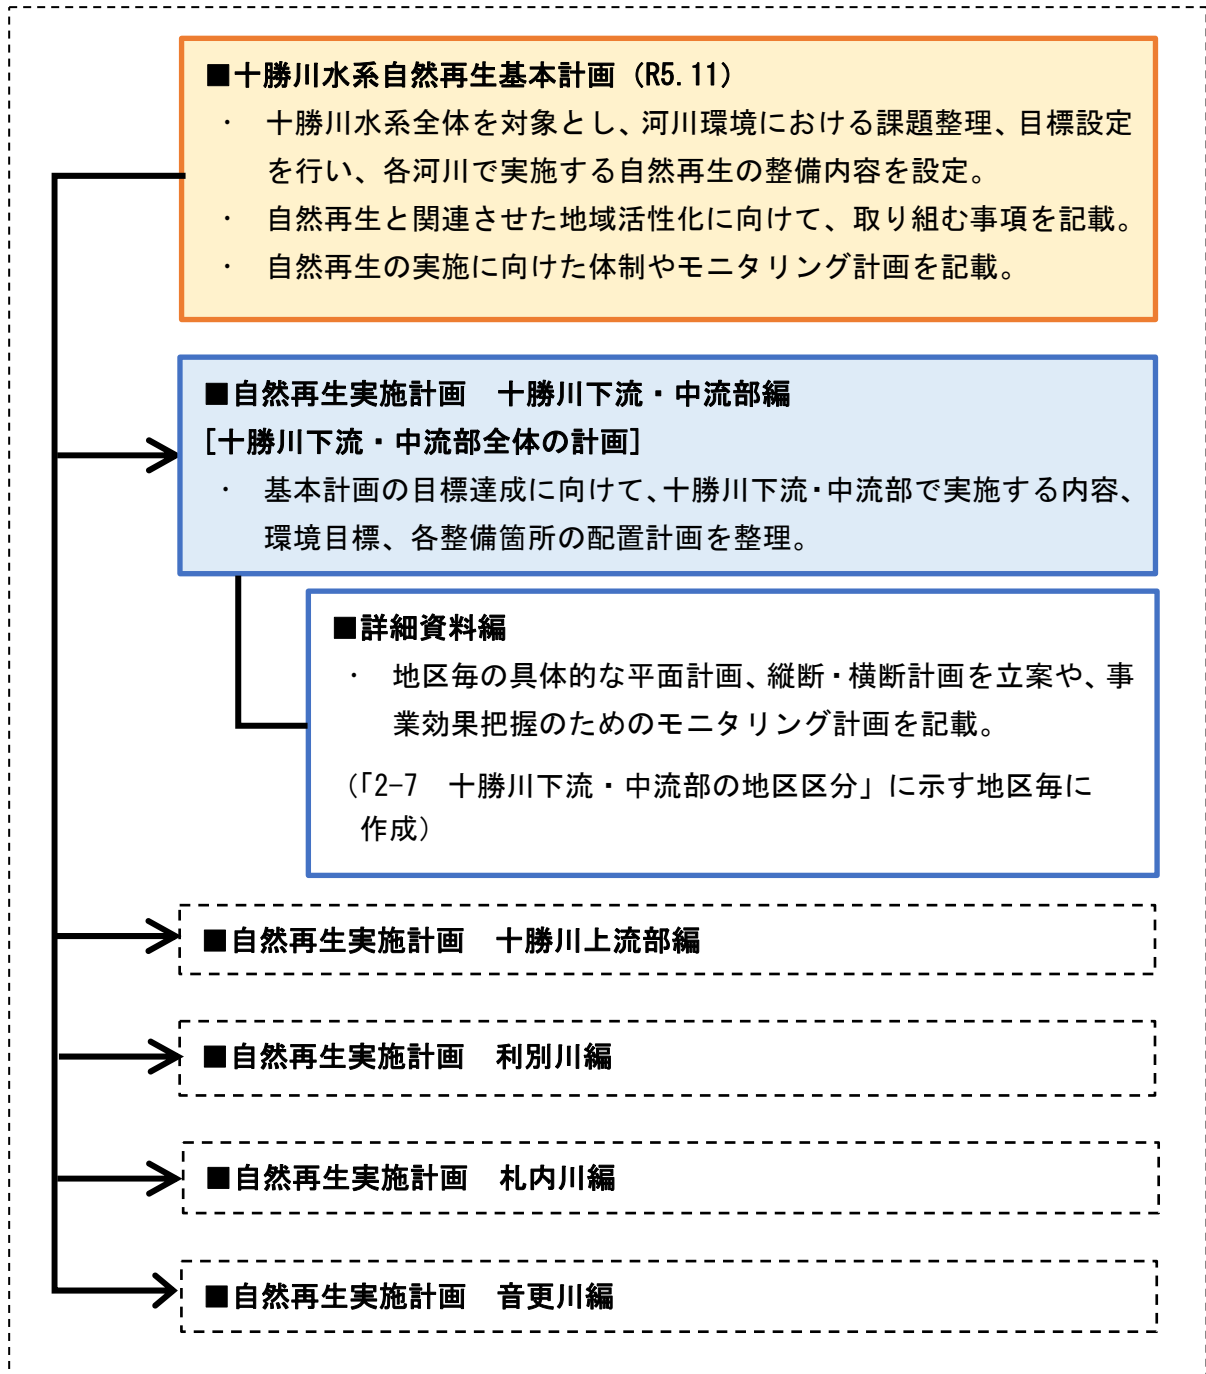 ■十勝川水系自然再生基本計画（R5.11）
・ 十勝川水系全体を対象とし、河川環境における課題整理、目標設定
を行い、各河川で実施する自然再生の整備内容を設定。
・ 自然再生と関連させた地域活性化に向けて、取り組む事項を記載。
・ 自然再生の実施に向けた体制やモニタリング計画を記載。
■自然再生実施計画　十勝川下流・中流部編
[十勝川下流・中流部全体の計画]
・ 基本計画の目標達成に向けて、十勝川下流・中流部で実施する内容、
環境目標、各整備箇所の配置計画を整理。
■詳細資料編
・ 地区毎の具体的な平面計画、縦断・横断計画を立案や、事
業効果把握のためのモニタリング計画を記載。
（「2-7　十勝川下流・中流部の地区区分」に示す地区毎に
作成）
■自然再生実施計画　十勝川上流部編
■自然再生実施計画　利別川編
■自然再生実施計画　札内川編
■自然再生実施計画　音更川編